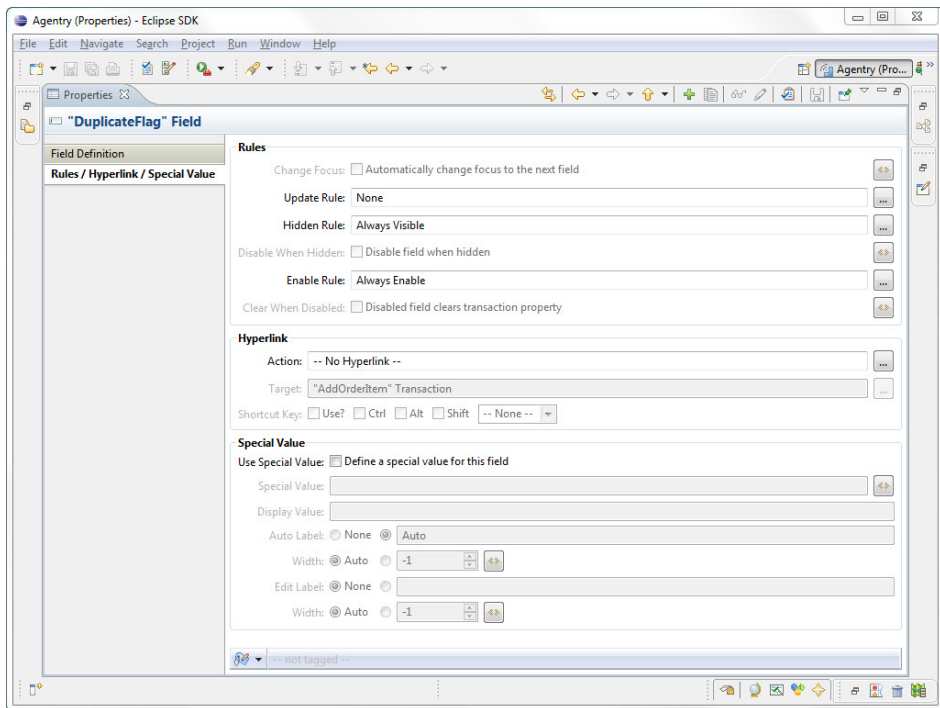 Agentry (Properties) - Eclipse SDK
File Edit Navigate Search Project Run Window Help
Agentry (Pro...
Properties
"DuplicateFlag" Field
Field Definition
Rules / Hyperlink / Special Value
Rules
Change Focus: Automatically change focus to the next field
Update Rule: None ...
Hidden Rule: Always Visible ...
Disable When Hidden: Disable field when hidden
Enable Rule: Always Enable ...
Clear When Disabled: Disabled field clears transaction property
Hyperlink
Action: -- No Hyperlink -- ...
Target: "AddOrderItem" Transaction ...
Shortcut Key: Use? Ctrl Alt Shift -- None --
Special Value
Use Special Value: Define a special value for this field
Special Value:
Display Value:
Auto Label: None Auto
Width: Auto -1
Edit Label: None
Width: Auto -1
-- not tagged --